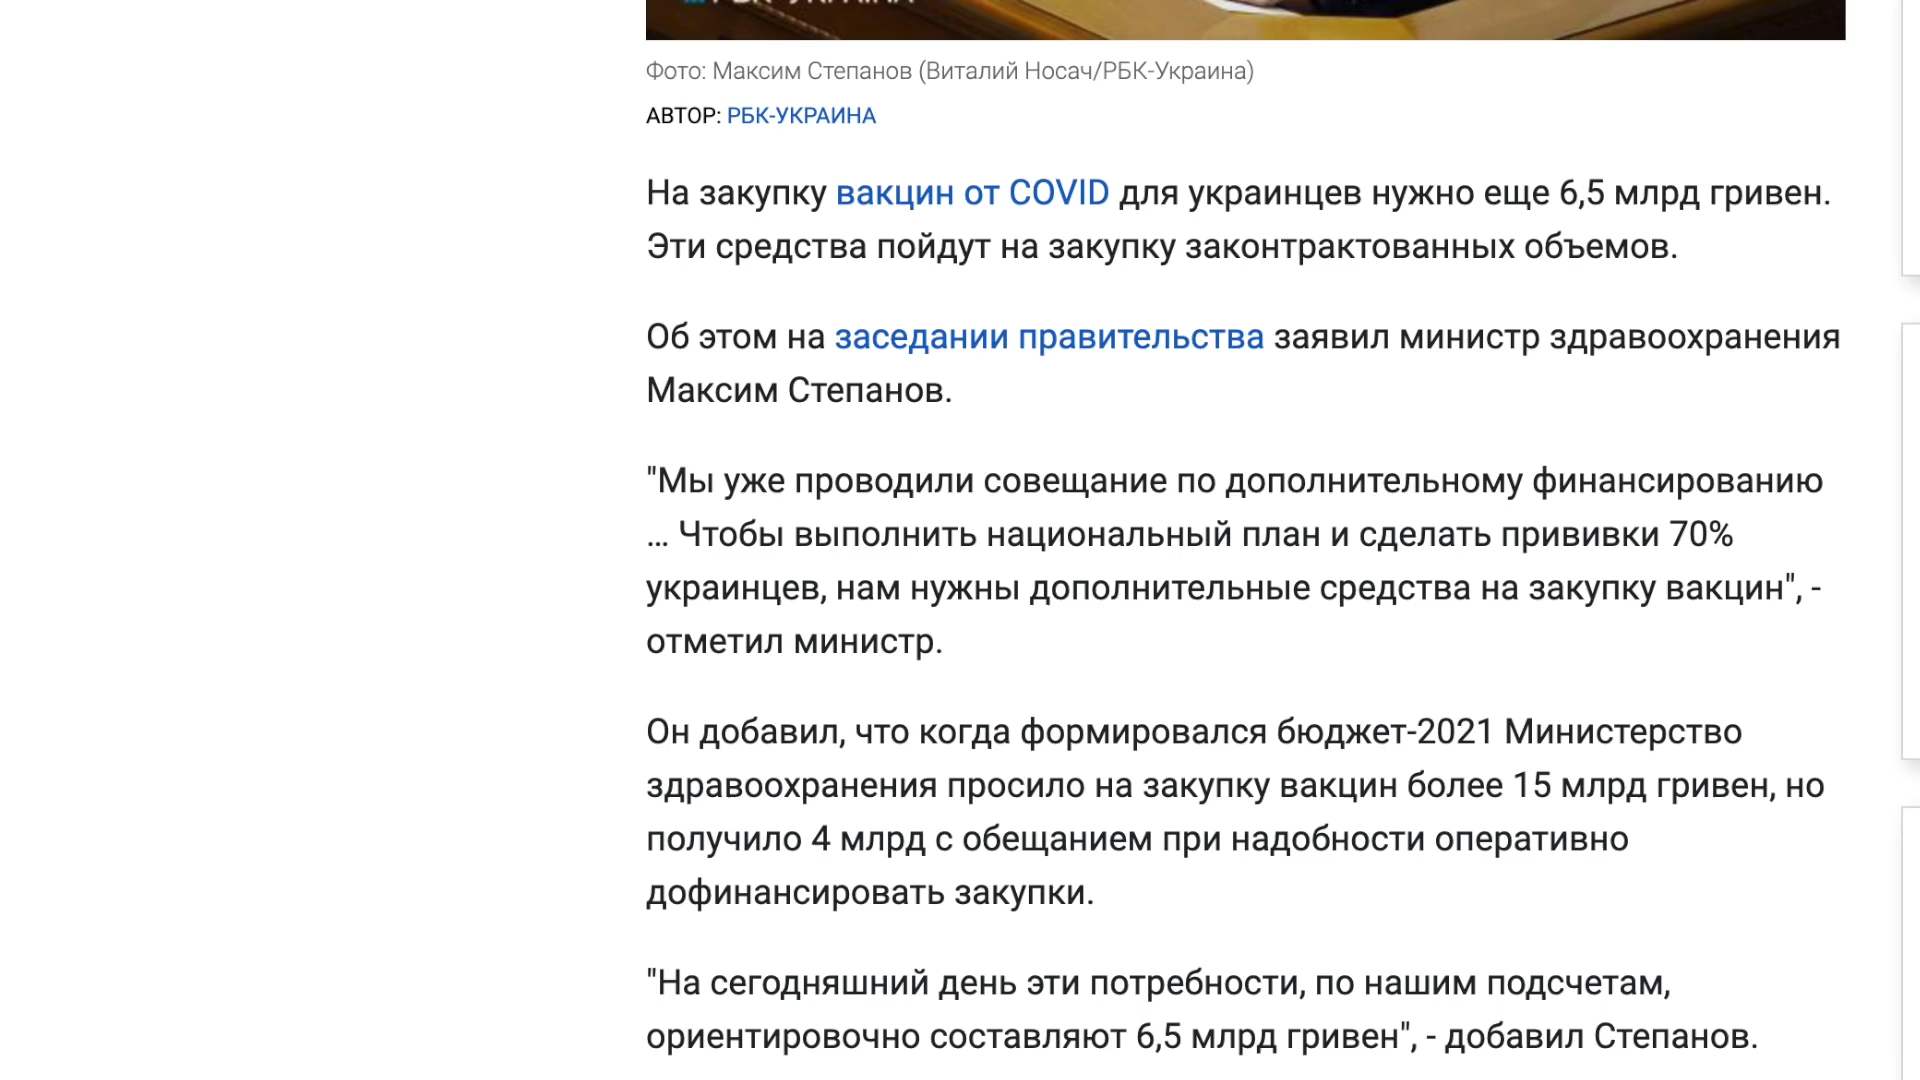 РБК-УКРАЇНА
Фото: Максим Степанов (Виталий Носач/РБК-Украина)
АВТОР: РБК-УКРАИНА
На закупку вакцин от COVID для украинцев нужно еще 6,5 млрд гривен.
Эти средства пойдут на закупку законтрактованных объемов.
Об этом на заседании правительства заявил министр здравоохранения
Максим Степанов.
"Мы уже проводили совещание по дополнительному финансированию
... Чтобы выполнить национальный план и сделать прививки 70%
украинцев, нам нужны дополнительные средства на закупку вакцин", -
отметил министр.
Он добавил, что когда формировался бюджет-2021 Министерство
здравоохранения просило на закупку вакцин более 15 млрд гривен, но
получило 4 млрд с обещанием при надобности оперативно
дофинансировать закупки.
"На сегодняшний день эти потребности, по нашим подсчетам,
ориентировочно составляют 6,5 млрд гривен", - добавил Степанов.